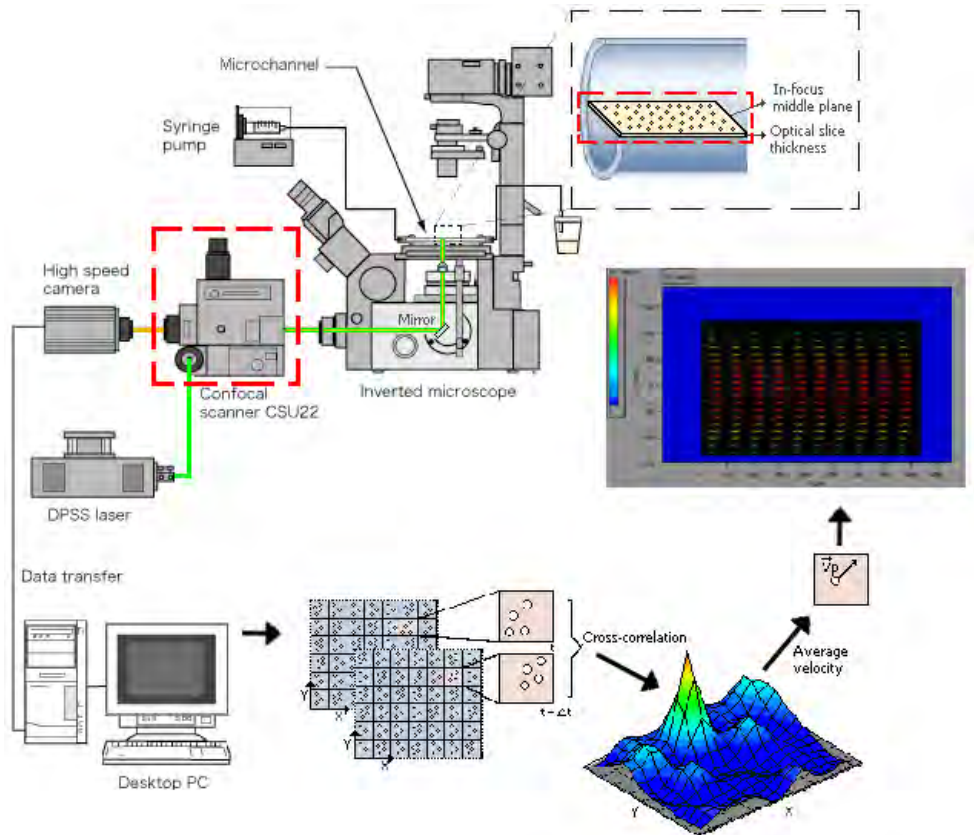 Microchannel
Syringe
pump
In-focus
middle plane
Optical slice
thickness
High speed
camera
Mirror
Confocal
scanner CSU22
Inverted microscope
DPSS laser
Data transfer
Desktop PC
t
t+Δt
Y
X
Y
X
Cross-correlation
Y
X
Average
velocity
Vp